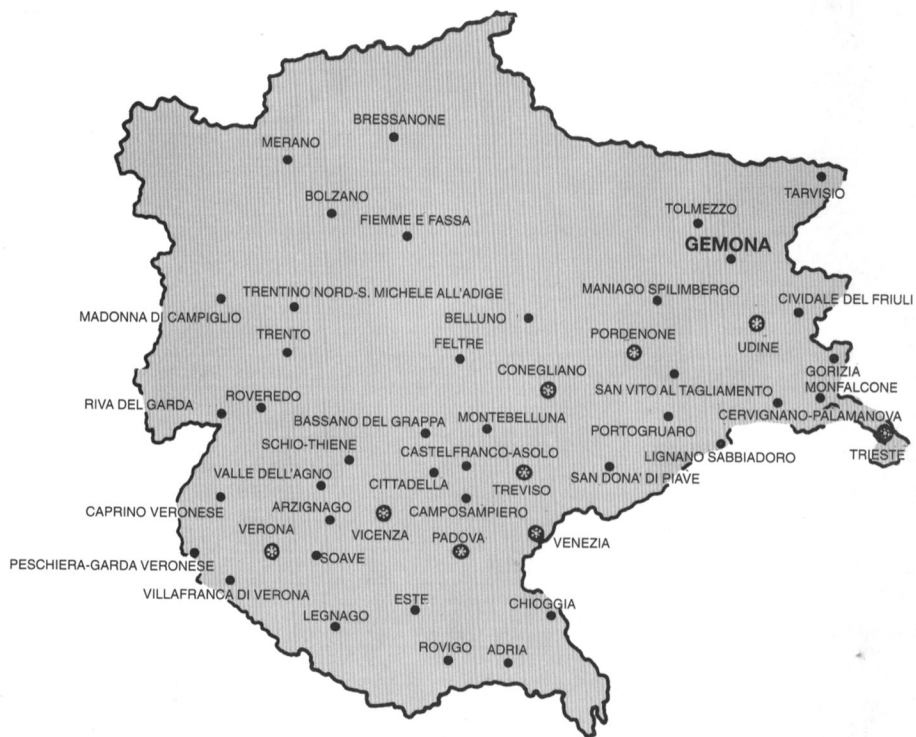 BRESSANONE
MERANO
TARVISIO
BOLZANO
TOLMEZZO
FIEMME E FASSA
GEMONA
TRENTINO NORD-S. MICHELE ALL'ADIGE
MANIAGO SPILIMBERGO
CIVIDALE DEL FRIULI
MADONNA DI CAMPIGLIO
BELLUNO
TRENTO
FELTRE
PORDENONE
UDINE
CONEGLIANO
GORIZIA
SAN VITO AL TAGLIAMENTO
MONFALCONE
RIVA DEL GARDA
ROVEREDO
BASSANO DEL GRAPPA
MONTEBELLUNA
PORTOGRUARO
CERVIGNANO-PALAMANOVA
SCHIO-THIENE
CASTELFRANCO-ASOLO
LIGNANO SABBIADORO
TRIESTE
VALLE DELL'AGNO
CITTADELLA
TREVISO
SAN DONA' DI PIAVE
CAPRINO VERONESE
ARZIGNAGO
CAMPOSAMPIERO
VERONA
VICENZA
PADOVA
VENEZIA
PESCHIERA-GARDA VERONESE
SOAVE
VILLAFRANCA DI VERONA
ESTE
CHIOGGIA
LEGNAGO
ROVIGO
ADRIA